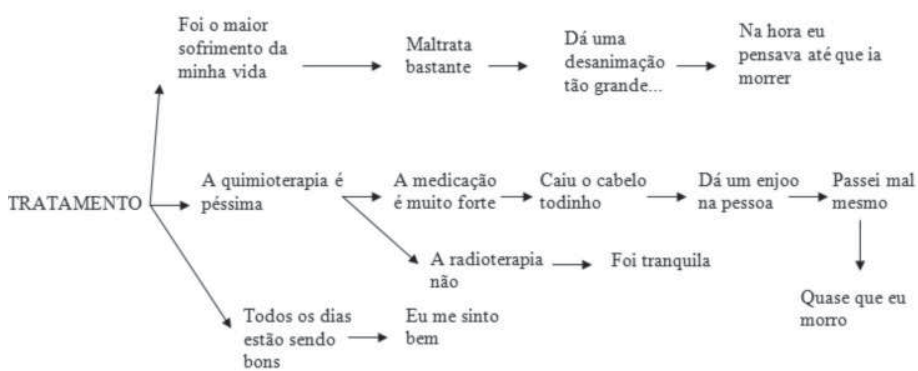 Foi o maior
sofrimento da
minha vida
Maltrata
bastante
Dá uma
desanimação
tão grande...
Na hora eu
pensava até que ia
morrer
TRATAMENTO
A quimioterapia é
péssima
A medicação
é muito forte
Caiu o cabelo
todinho
Dá um enjoo
na pessoa
Passei mal
mesmo
A radioterapia
não
Foi tranquila
Quase que eu
morro
Todos os dias
estão sendo
bons
Eu me sinto
bem